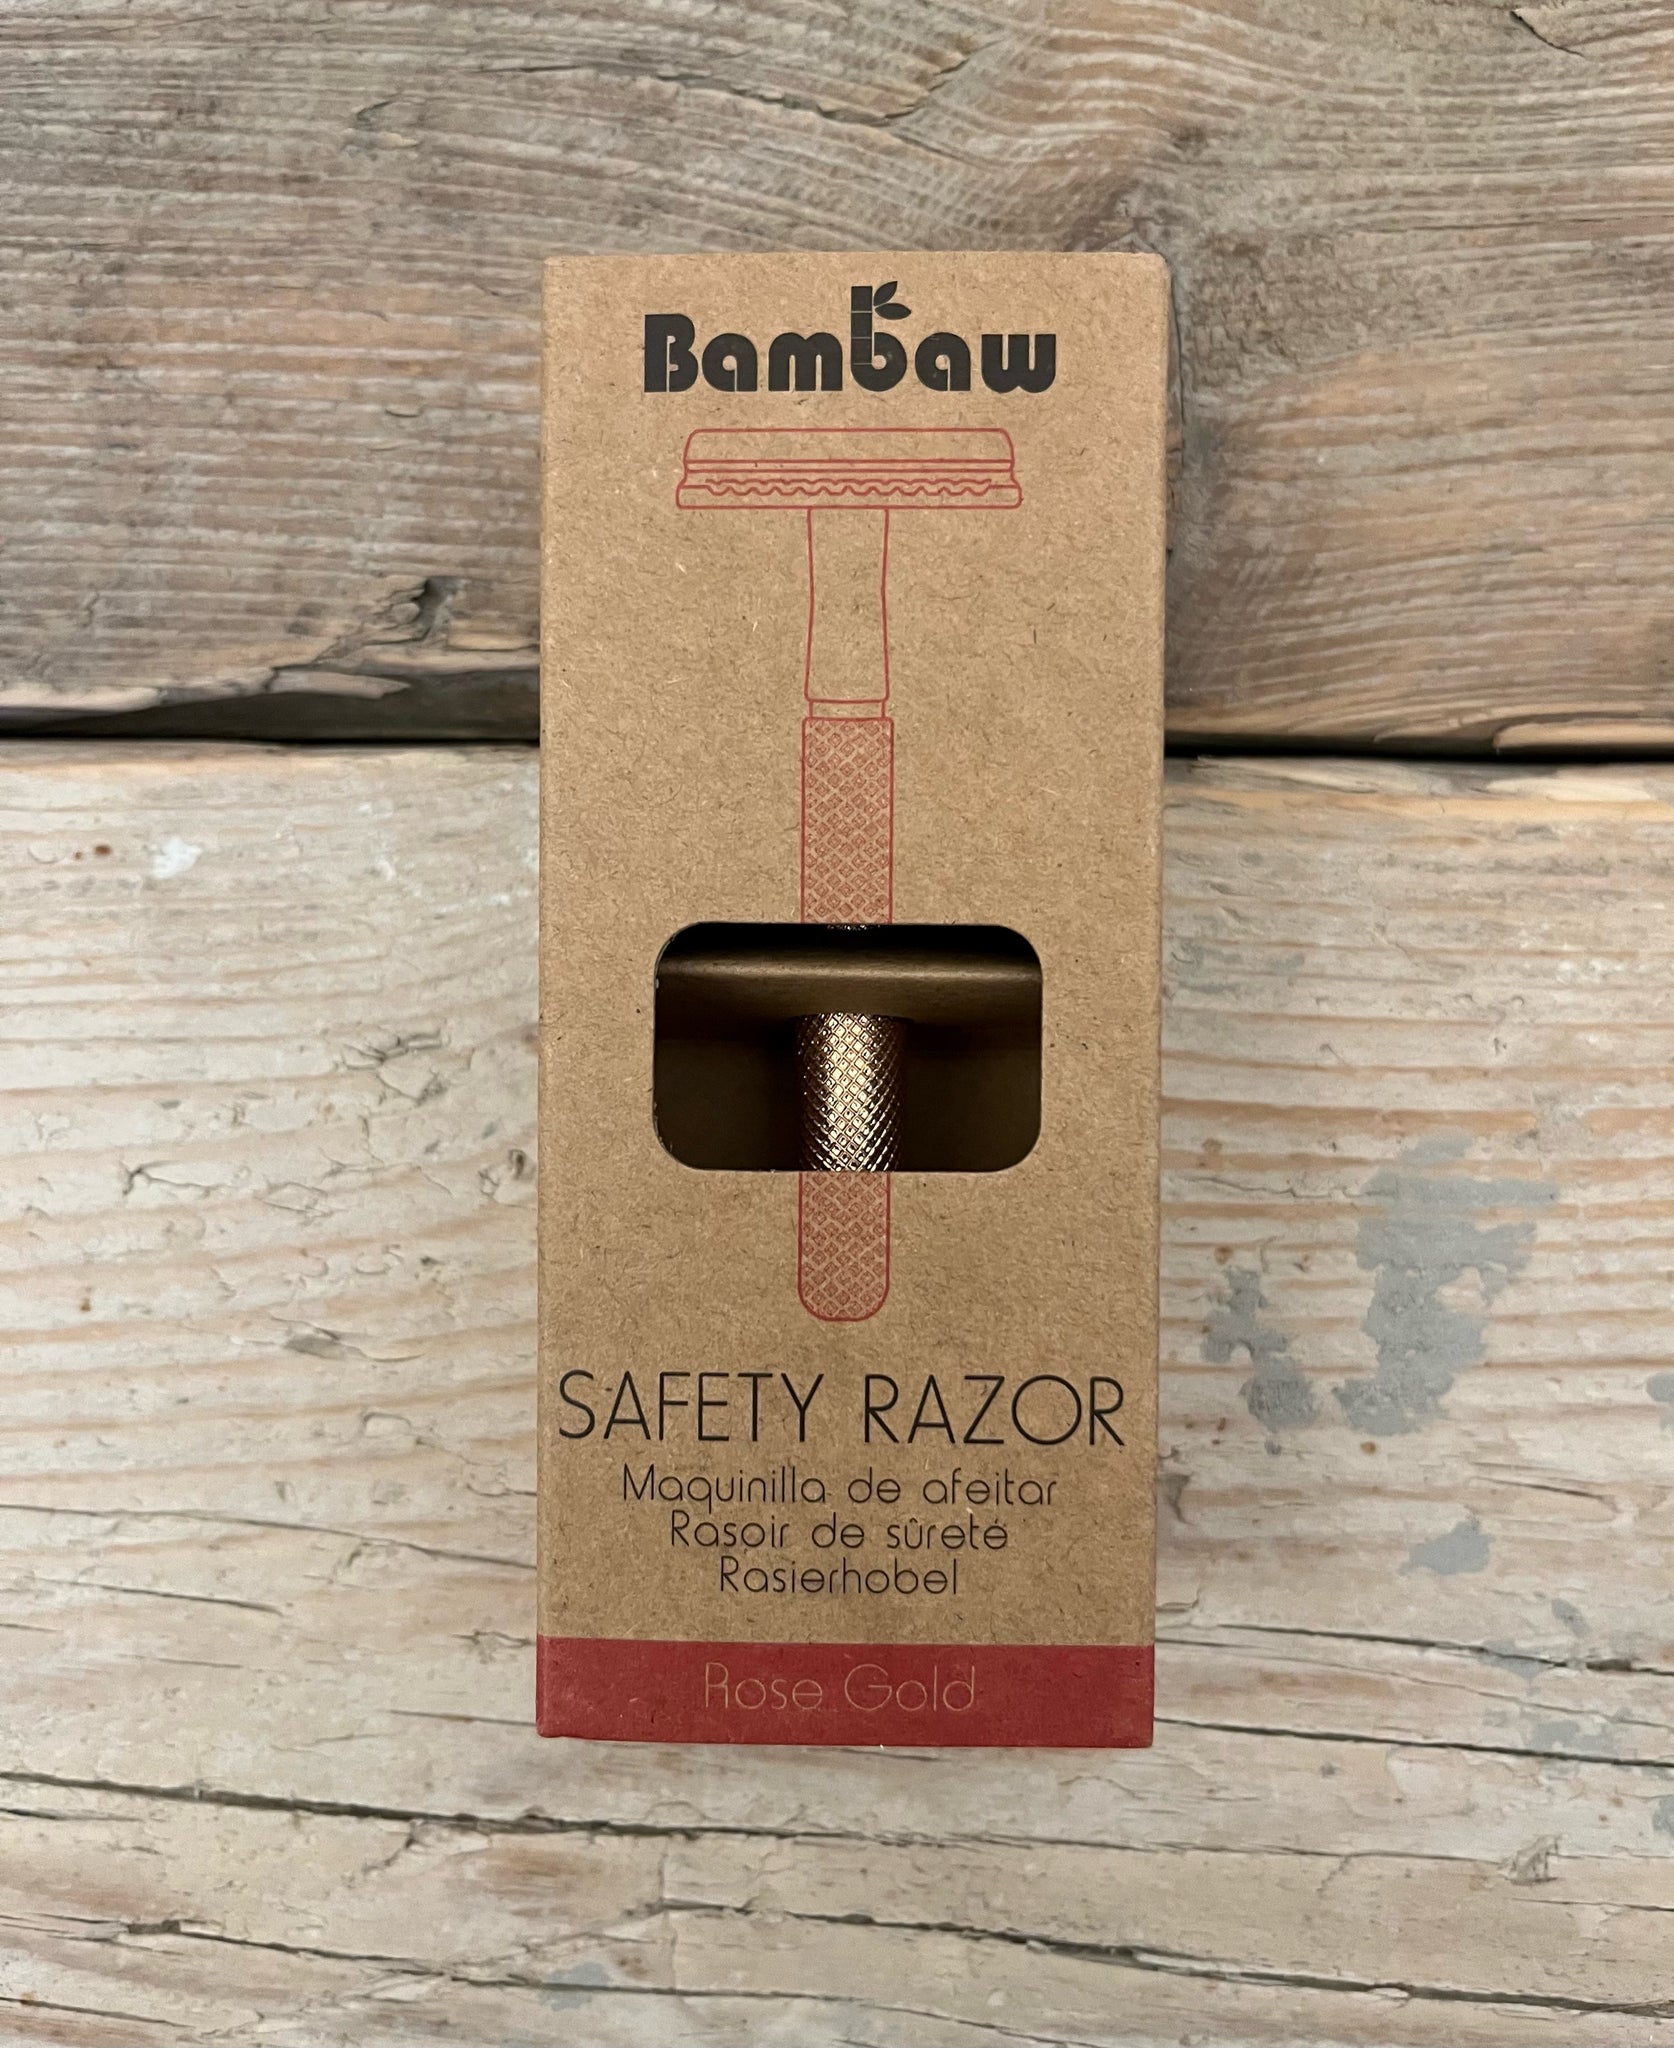 Bambaw
SAFETY RAZOR
Maquinilla de afeitar
Rasoir de sûreté
Rasierhobel
Rose Gold